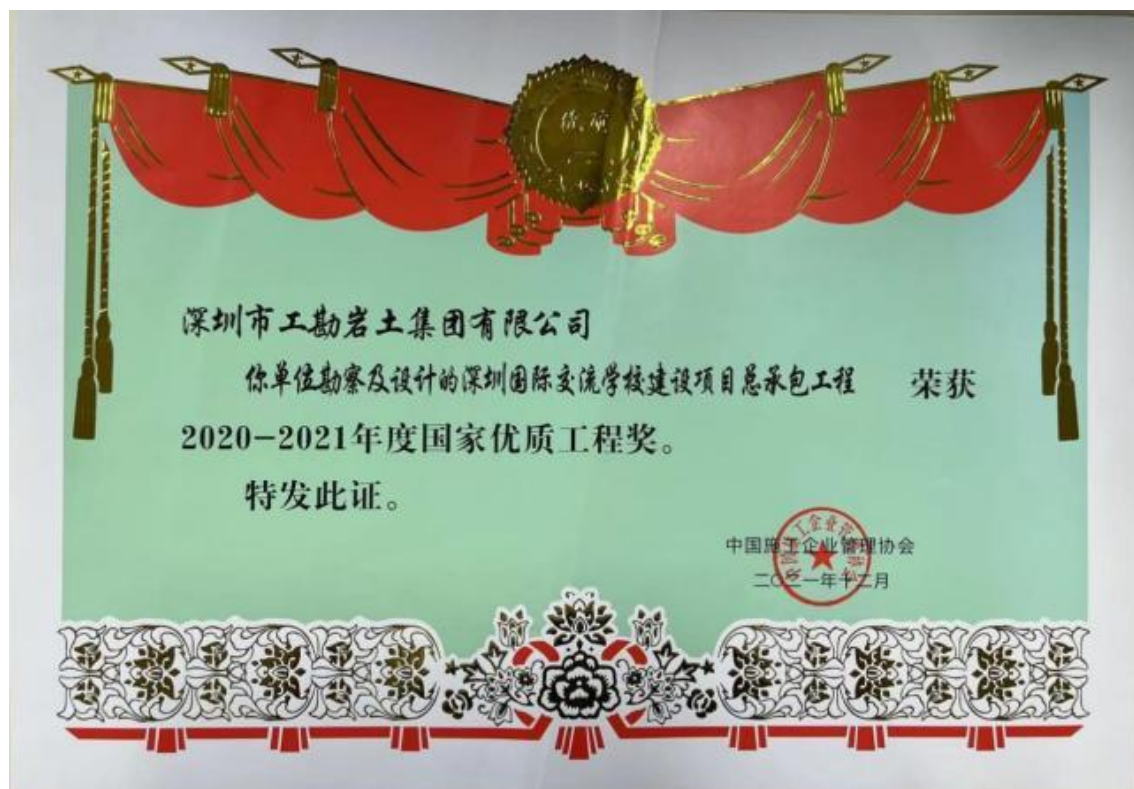 深圳市工勘岩土集团有限公司
你单位勘察及设计的深圳国际交流学校建设项目总承包工程 荣获
2020-2021年度国家优质工程奖。
特发此证。
中国施工企业管理协会
二〇二一年十二月